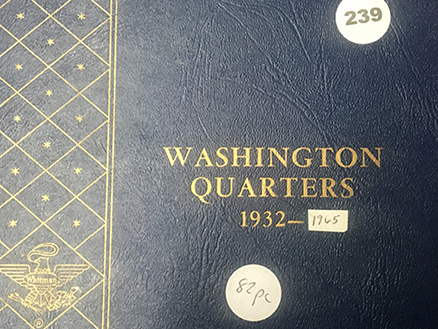 239
WASHINGTON
QUARTERS
1932—1965
Whitman
82pc